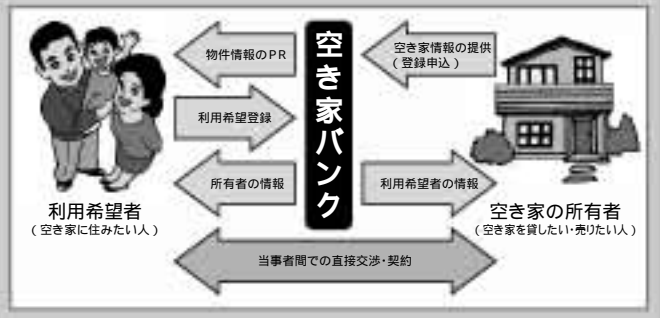 空き家バンク
物件情報のPR
空き家情報の提供
(登録申込)
利用希望登録
所有者の情報
利用希望者の情報
利用希望者
(空き家に住みたい人)
空き家の所有者
(空き家を貸したい・売りたい人)
当事者間での直接交渉・契約